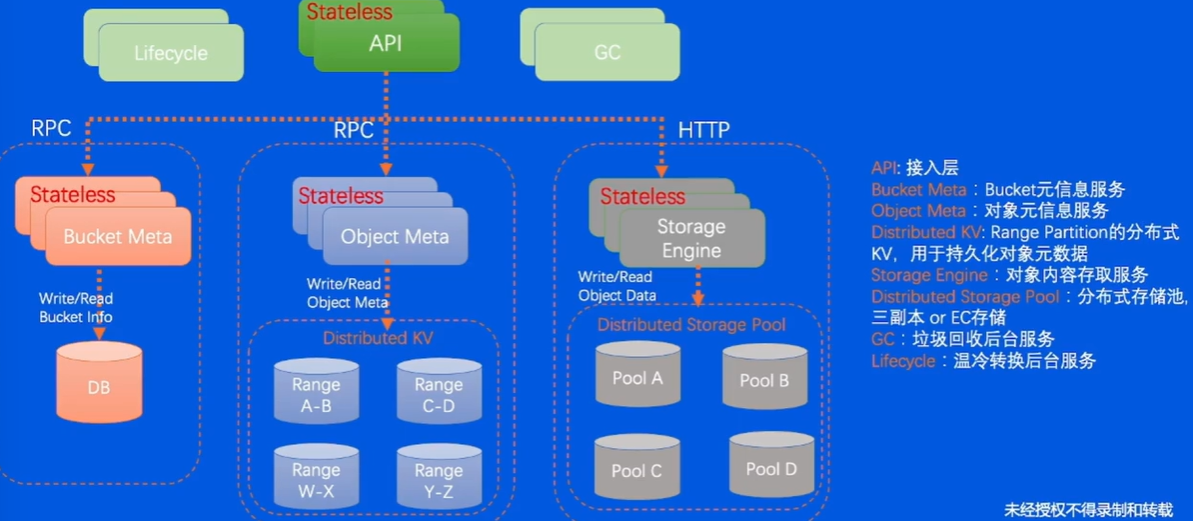 Stateless
API
Lifecycle
GC
RPC
RPC
HTTP
Stateless
Bucket Meta
Write/Read
Bucket Info
DB
Stateless
Object Meta
Write/Read
Object Meta
Distributed KV
Range
A-B
Range
C-D
Range
W-X
Range
Y-Z
Stateless
Storage
Engine
Write/Read
Object Data
Distributed Storage Pool
Pool A
Pool B
Pool C
Pool D
API: 接入层
Bucket Meta：Bucket元信息服务
Object Meta：对象元信息服务
Distributed KV: Range Partition的分布式
KV，用于持久化对象元数据
Storage Engine：对象内容存取服务
Distributed Storage Pool：分布式存储池,
三副本 or EC存储
GC：垃圾回收后台服务
Lifecycle：温冷转换后台服务
未经授权不得录制和转载